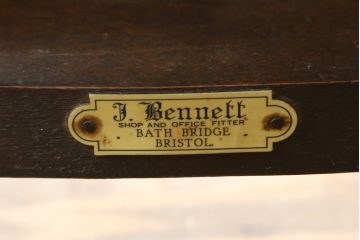 J. Bennett
SHOP AND OFFICE FITTER
BATH BRIDGE
BRISTOL.